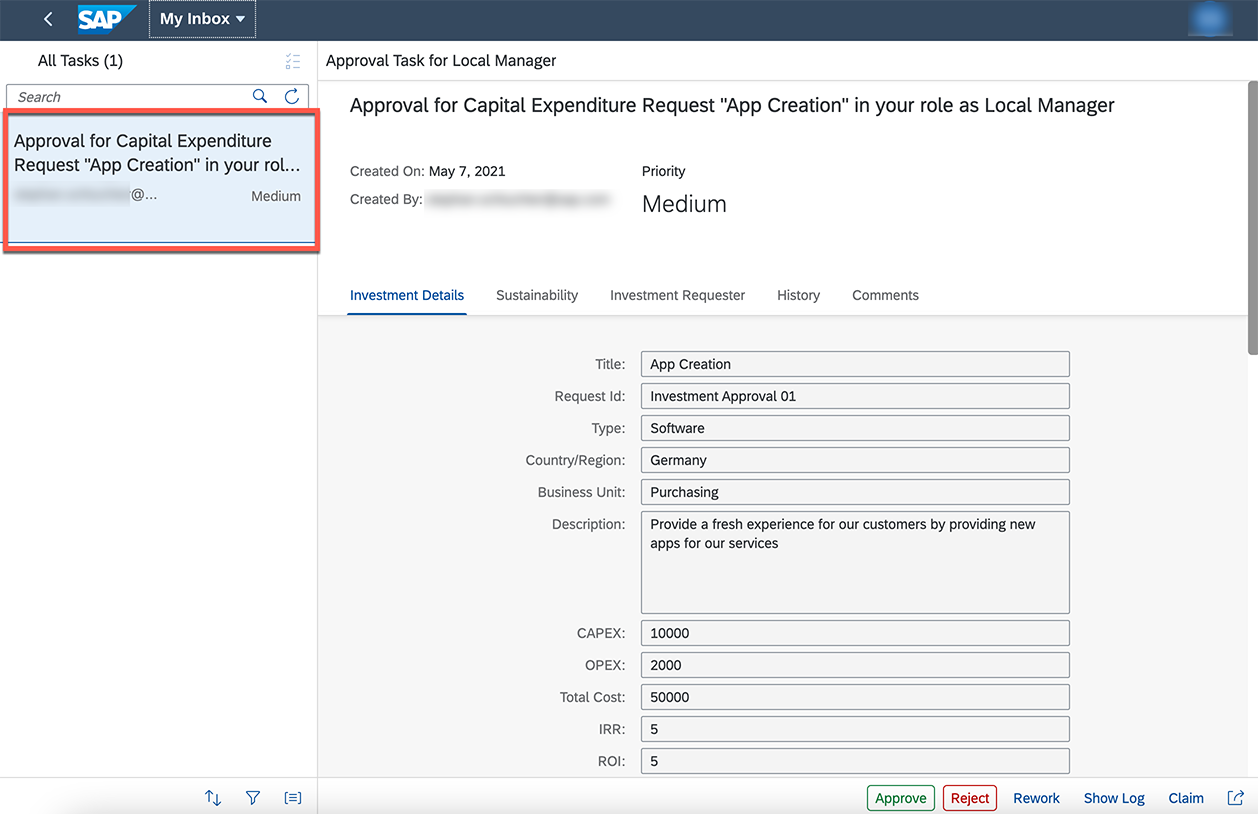 SAP My Inbox
All Tasks (1)
Search
Approval for Capital Expenditure
Request "App Creation" in your rol...
@...
Medium
Approval Task for Local Manager
Approval for Capital Expenditure Request "App Creation" in your role as Local Manager
Created On: May 7, 2021
Created By:
Priority
Medium
Investment Details Sustainability Investment Requester History Comments
Title: App Creation
Request Id: Investment Approval 01
Type: Software
Country/Region: Germany
Business Unit: Purchasing
Description: Provide a fresh experience for our customers by providing new
apps for our services
CAPEX: 10000
OPEX: 2000
Total Cost: 50000
IRR: 5
ROI: 5
Approve Reject Rework Show Log Claim